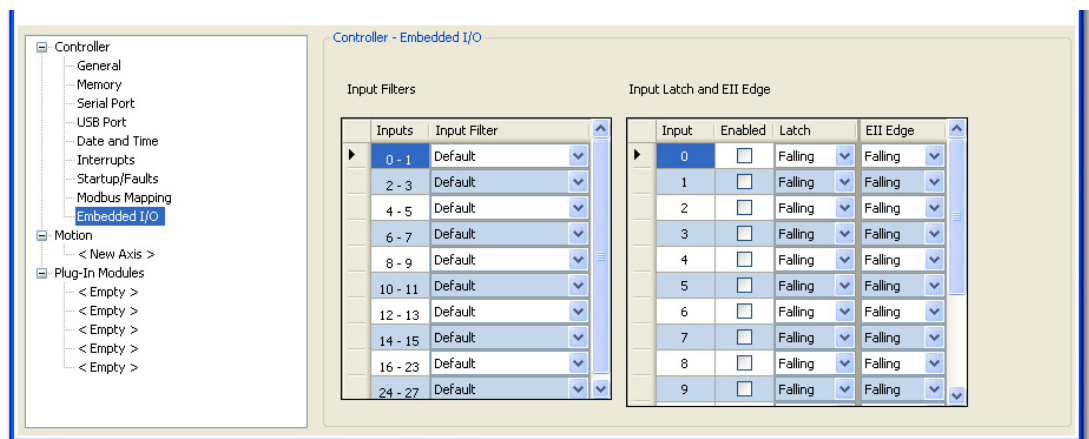 Controller
General
Memory
Serial Port
USB Port
Date and Time
Interrupts
Startup/Faults
Modbus Mapping
Embedded I/O
Motion
< New Axis >
Plug-In Modules
< Empty >
< Empty >
< Empty >
< Empty >
< Empty >
Controller - Embedded I/O
Input Filters
Inputs Input Filter
0 - 1 Default
2 - 3 Default
4 - 5 Default
6 - 7 Default
8 - 9 Default
10 - 11 Default
12 - 13 Default
14 - 15 Default
16 - 23 Default
24 - 27 Default
Input Latch and EII Edge
Input Enabled Latch EII Edge
0 Falling Falling
1 Falling Falling
2 Falling Falling
3 Falling Falling
4 Falling Falling
5 Falling Falling
6 Falling Falling
7 Falling Falling
8 Falling Falling
9 Falling Falling